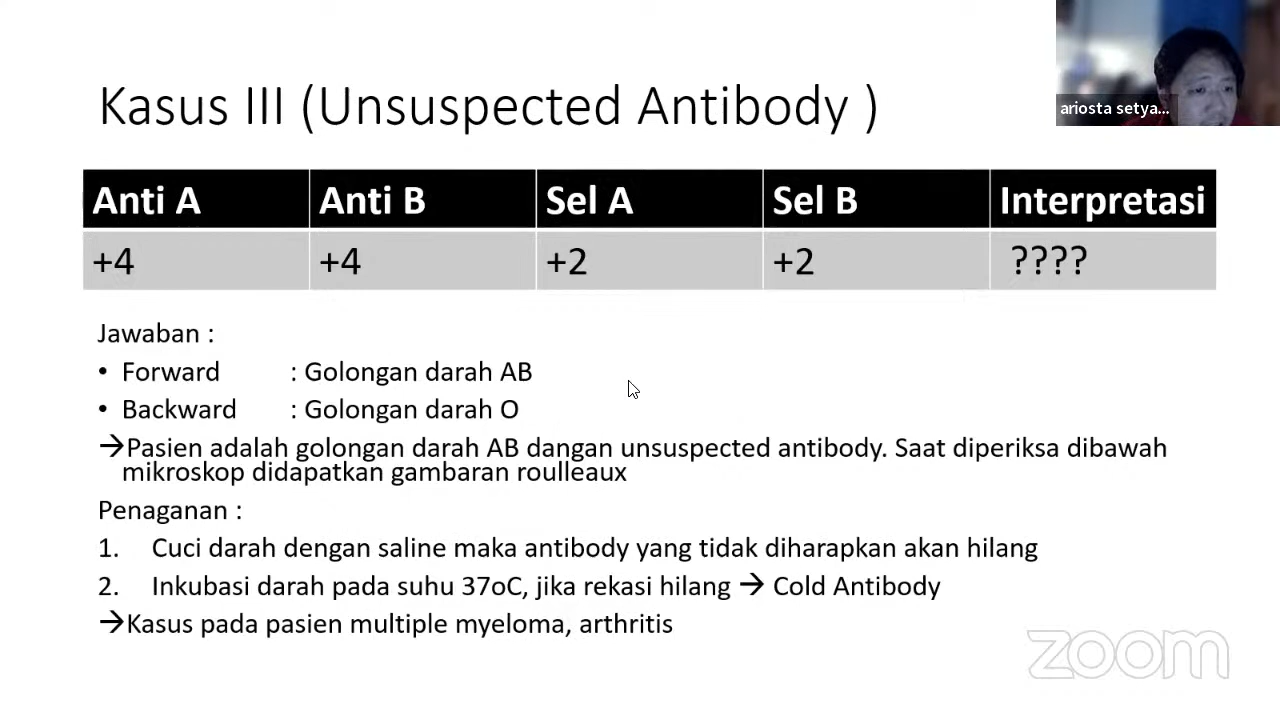 ariosta setya...
Kasus III (Unsuspected Antibody )
Anti A Anti B Sel A Sel B Interpretasi
+4 +4 +2 +2 ????
Jawaban :
• Forward : Golongan darah AB
• Backward : Golongan darah O
→Pasien adalah golongan darah AB dangan unsuspected antibody. Saat diperiksa dibawah
mikroskop didapatkan gambaran roulleaux
Penaganan :
1. Cuci darah dengan saline maka antibody yang tidak diharapkan akan hilang
2. Inkubasi darah pada suhu 37oC, jika rekasi hilang → Cold Antibody
→Kasus pada pasien multiple myeloma, arthritis
zoom